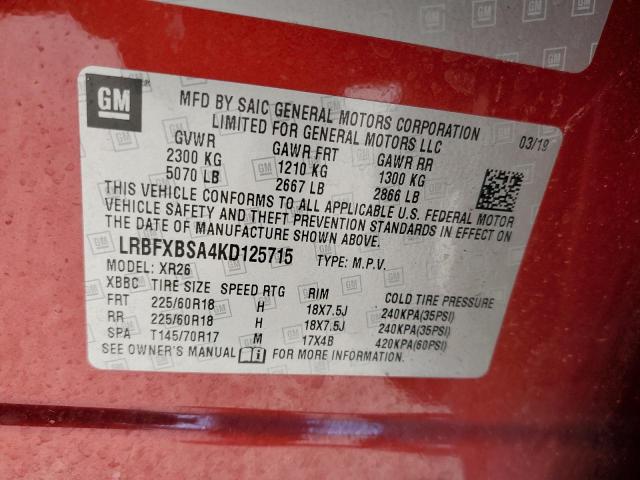 GM
MFD BY SAIC GENERAL MOTORS CORPORATION
LIMITED FOR GENERAL MOTORS LLC
03/19
GVWR GAWR FRT GAWR RR
2300 KG 1210 KG 1300 KG
5070 LB 2667 LB 2866 LB
THIS VEHICLE CONFORMS TO ALL APPLICABLE U.S. FEDERAL MOTOR
VEHICLE SAFETY AND THEFT PREVENTION STANDARDS IN EFFECT ON
THE DATE OF MANUFACTURE SHOWN ABOVE.
LRBFXBSA4KD125715 TYPE: M.P.V.
MODEL: XR26
XBBC TIRE SIZE SPEED RTG RIM COLD TIRE PRESSURE
FRT 225/60R18 H 18X7.5J 240KPA(35PSI)
RR 225/60R18 H 18X7.5J 240KPA(35PSI)
SPA T145/70R17 M 17X4B 420KPA(60PSI)
SEE OWNER'S MANUAL FOR MORE INFORMATION.